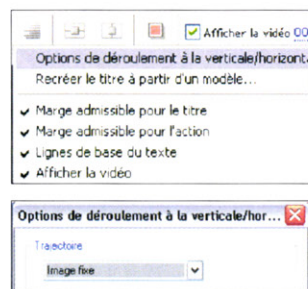 Afficher la vidéo 00
Options de déroulement à la verticale/horizont
Recréer le titre à partir d'un modèle...
Marge admissible pour le titre
Marge admissible pour l'action
Lignes de base du texte
Afficher la vidéo
Options de déroulement à la verticale/hor...
Trajectoire
Image fixe